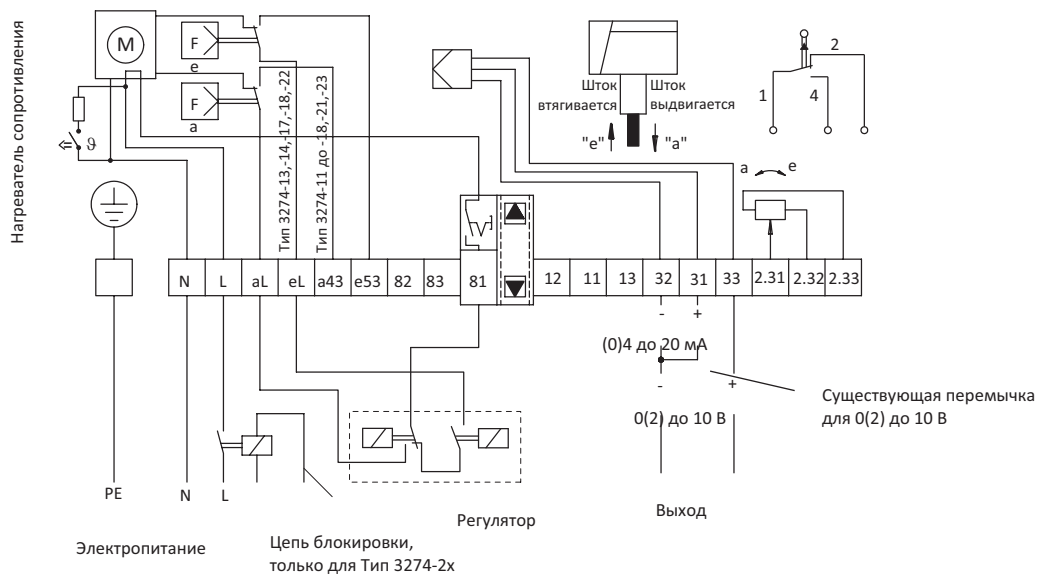 Нагреватель сопротивления
M
F
e
F
a
ϑ
Тип 3274-13,-14,-17,-18,-22
Тип 3274-11 до -18,-21,-23
Шток втягивается
Шток выдвигается
"e"
"a"
1
2
4
a
e
N
L
aL
eL
a43
e53
82
83
81
12
11
13
32
31
33
2.31
2.32
2.33
- +
(0)4 до 20 мА
- +
0(2) до 10 В
Существующая перемычка
для 0(2) до 10 В
PE
N
L
Регулятор
Выход
Электропитание
Цепь блокировки,
только для Тип 3274-2x